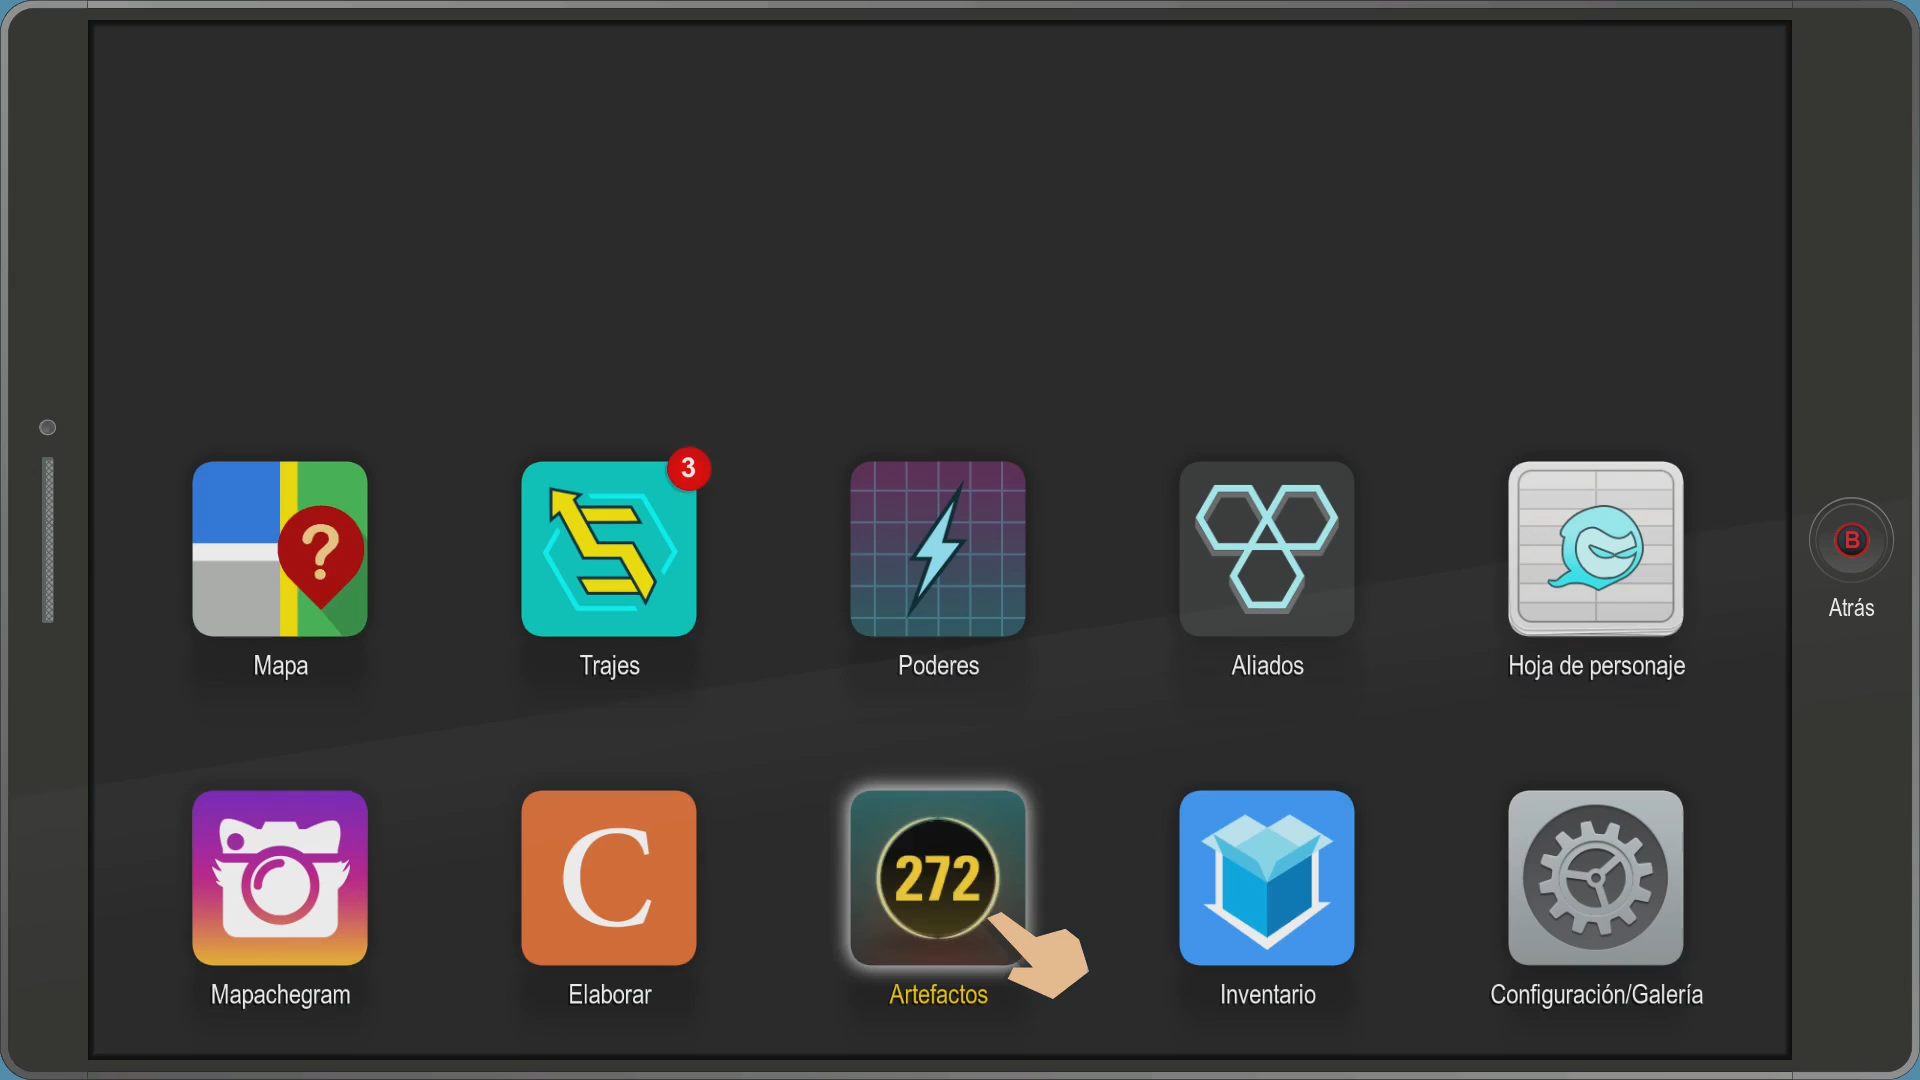 3
?
Mapa
Trajes
Poderes
Aliados
Hoja de personaje
B
Atrás
C
272
Mapachegram
Elaborar
Artefactos
Inventario
Configuración/Galería